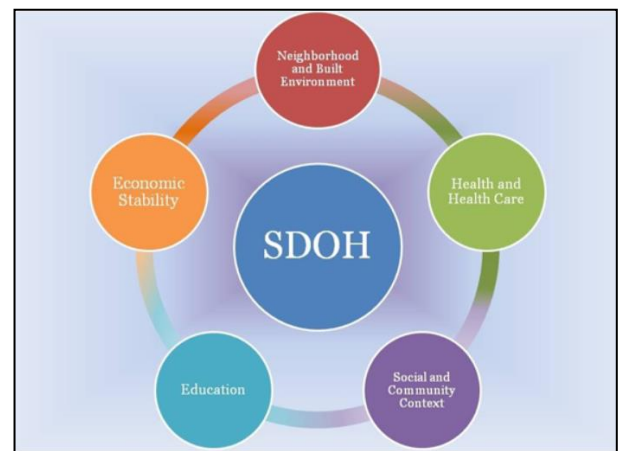 Neighborhood
and Built
Environment
Economic
Stability
Health and
Health Care
SDOH
Education
Social and
Community
Context